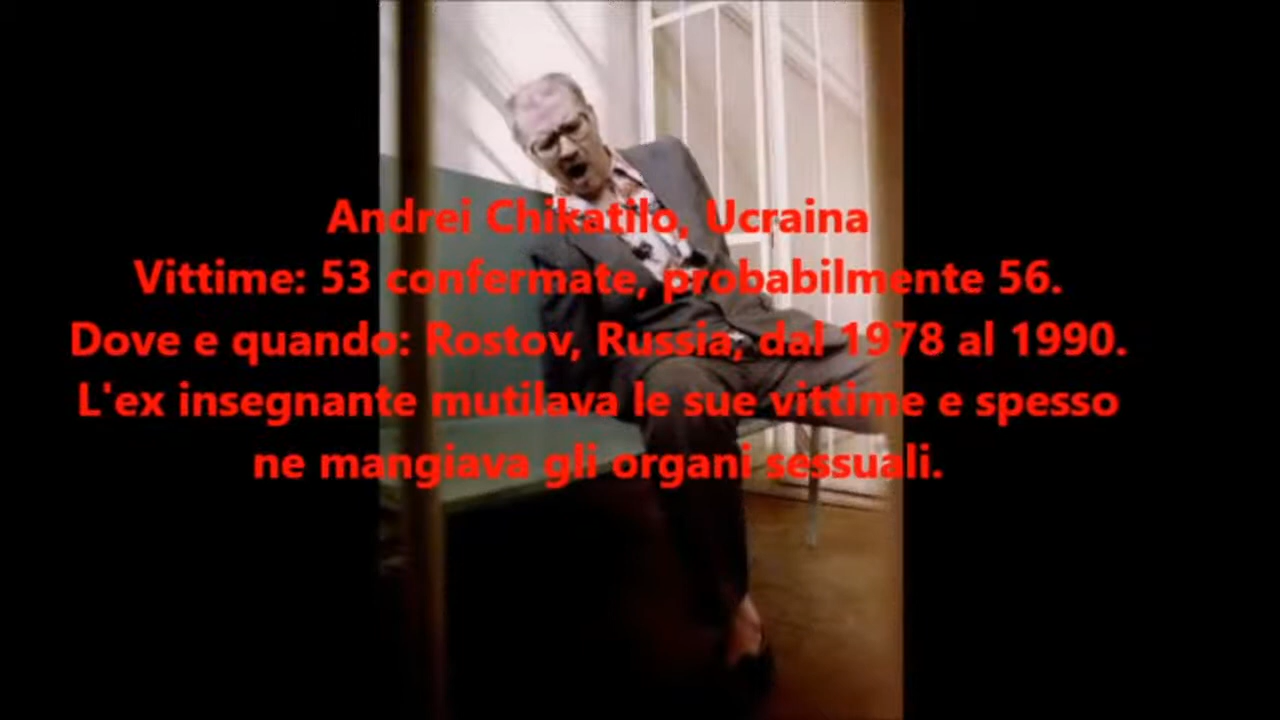 Andrei Chikatilo, Ucraina
Vittime: 53 confermate, probabilmente 56.
Dove e quando: Rostov, Russia, dal 1978 al 1990.
L'ex insegnante mutilava le sue vittime e spesso
ne mangiava gli organi sessuali.